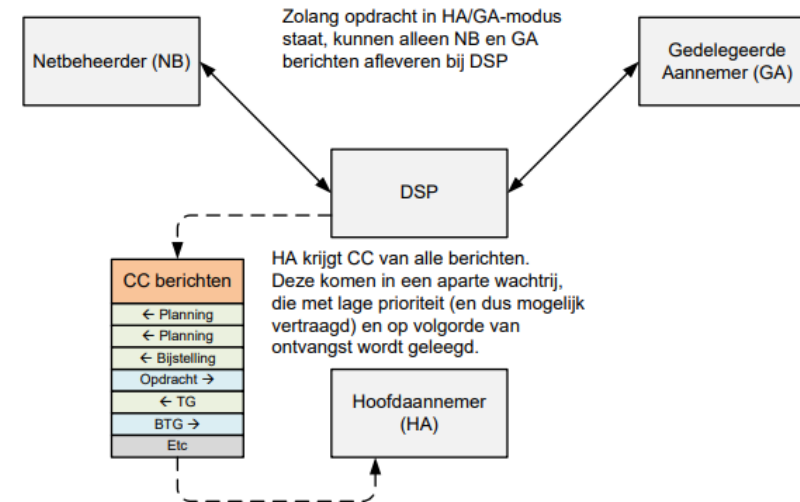 Zolang opdracht in HA/GA-modus
staat, kunnen alleen NB en GA
berichten afleveren bij DSP
Netbeheerder (NB)
Gedelegeerde
Aannemer (GA)
DSP
HA krijgt CC van alle berichten.
Deze komen in een aparte wachtrij,
die met lage prioriteit (en dus mogelijk
vertraagd) en op volgorde van
ontvangst wordt geleegd.
CC berichten
← Planning
← Planning
← Bijstelling
Opdracht →
← TG
BTG →
Etc
Hoofdaannemer
(HA)